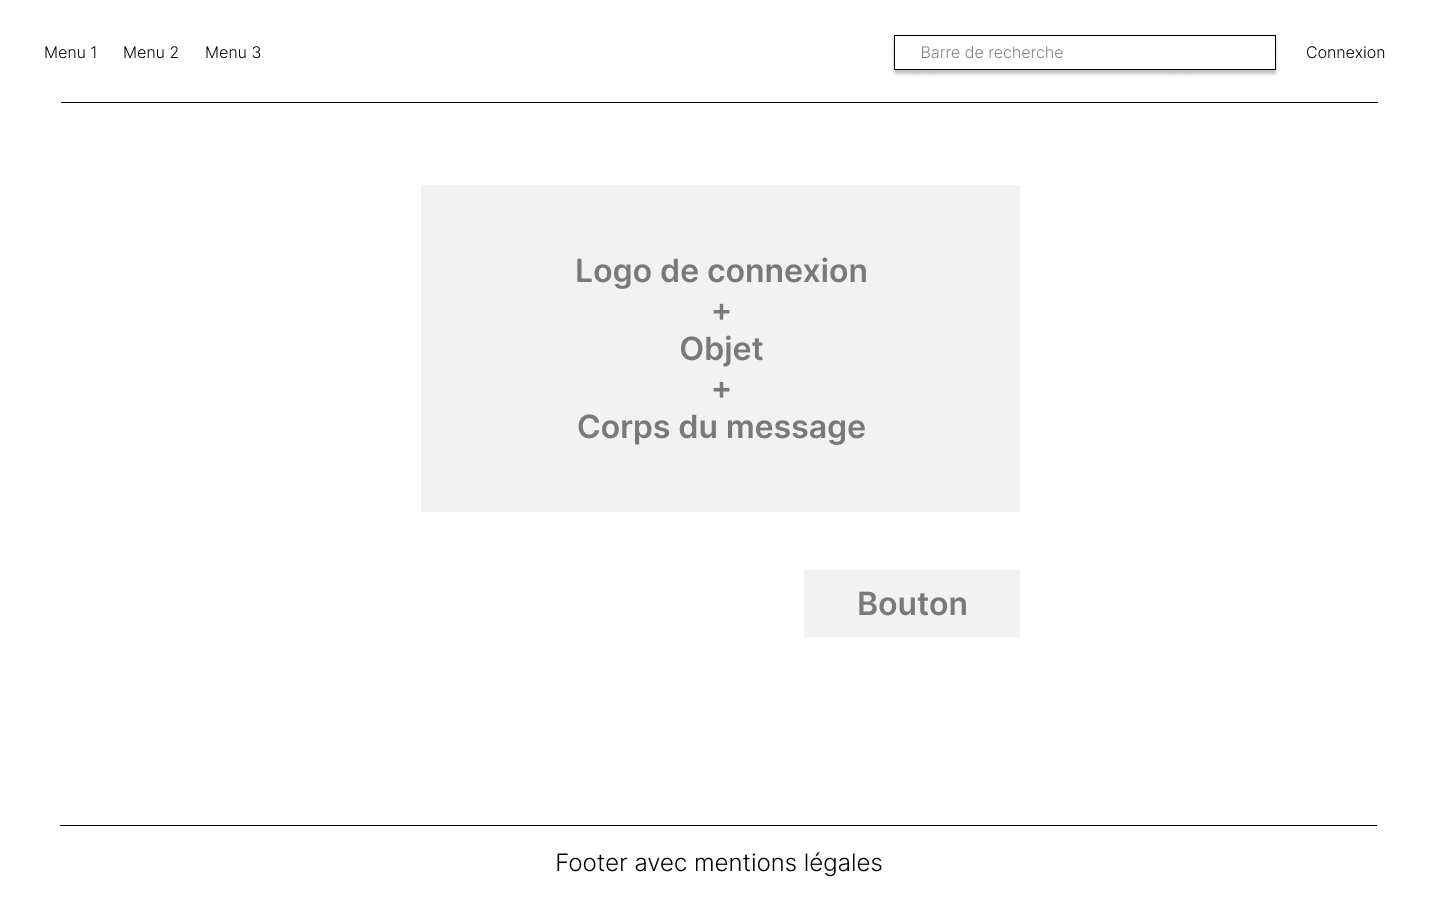 Menu 1 Menu 2 Menu 3 Barre de recherche Connexion
Logo de connexion
+
Objet
+
Corps du message
Bouton
Footer avec mentions légales